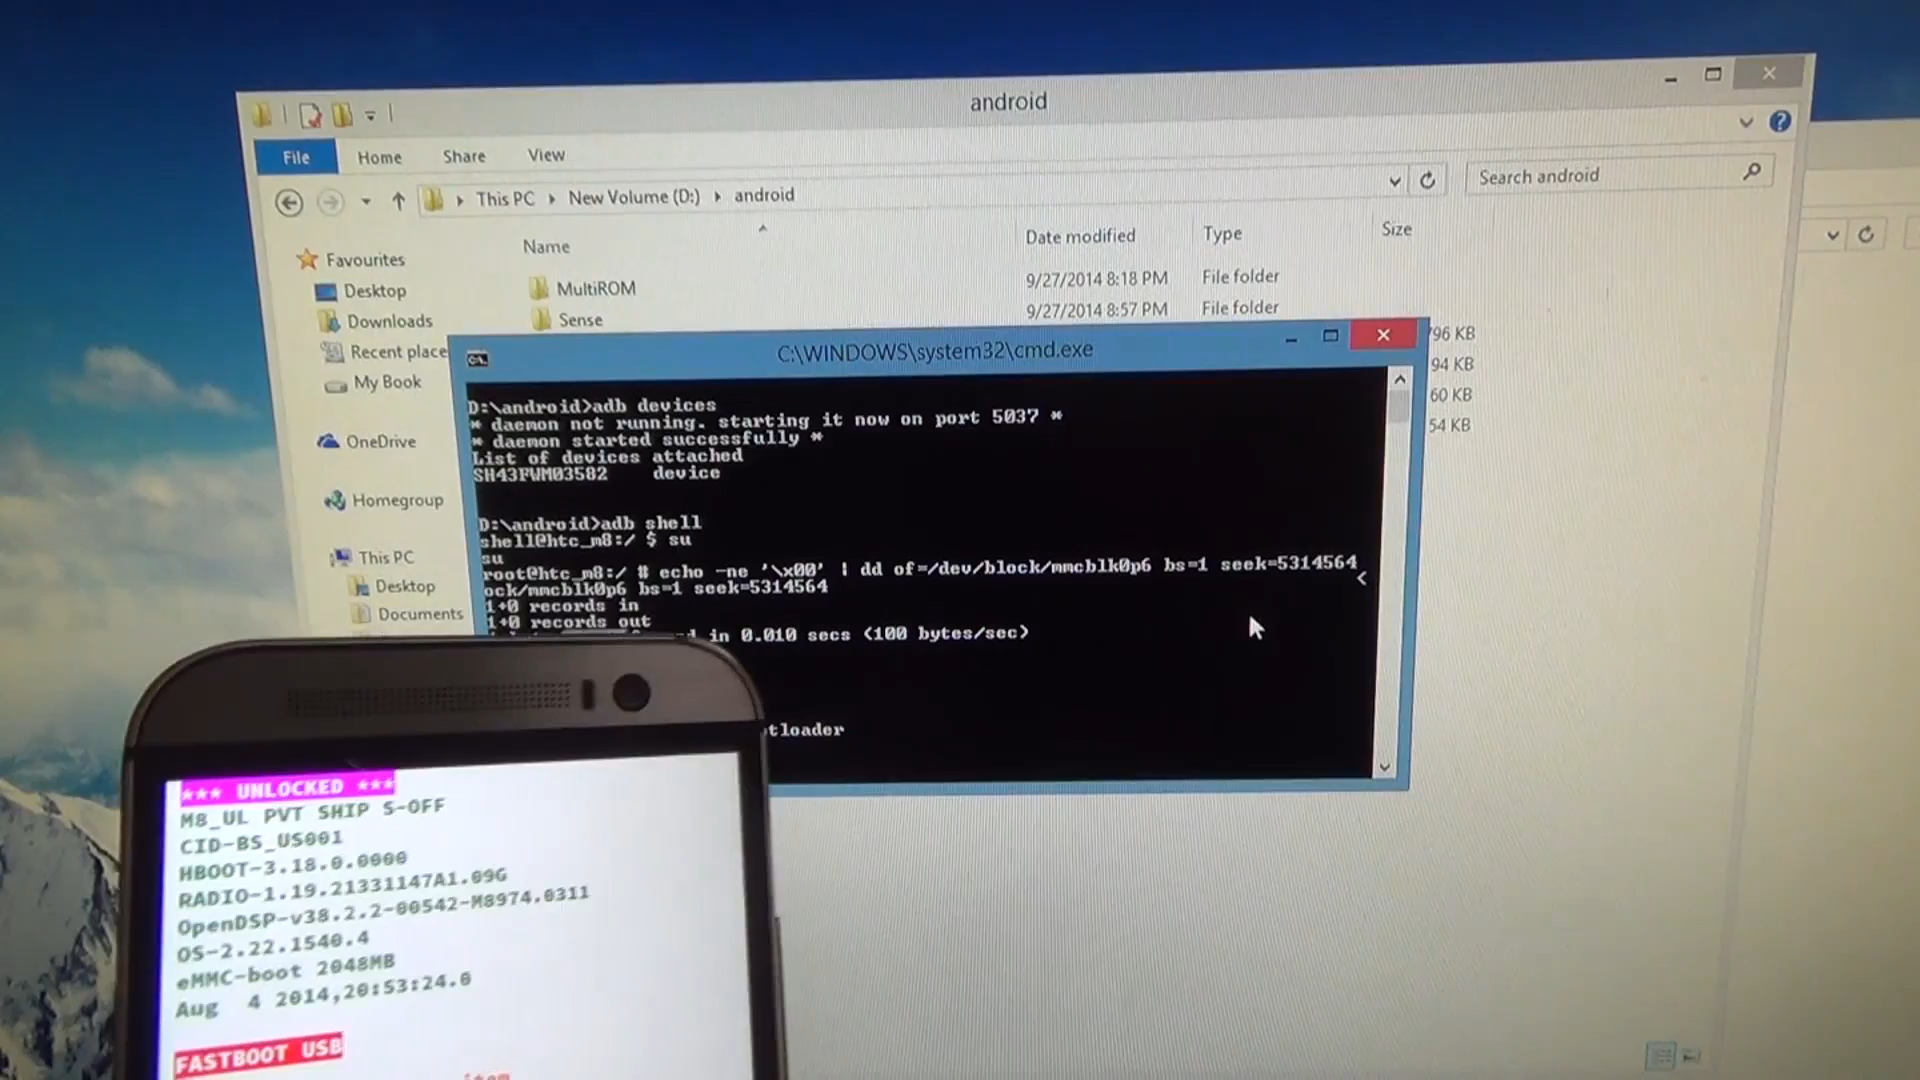 android
File Home Share View
This PC New Volume (D:) android
Search android
Name Date modified Type Size
Favourites
Desktop
Downloads
Recent place
My Book
OneDrive
Homegroup
This PC
Desktop
Documents
MultiROM 9/27/2014 8:18 PM File folder
Sense 9/27/2014 8:57 PM File folder
96 KB
94 KB
60 KB
54 KB
C:\WINDOWS\system32\cmd.exe
D:\android>adb devices
* daemon not running. starting it now on port 5037 *
* daemon started successfully *
List of devices attached
SH43FWM03582 device
D:\android>adb shell
shell@htc_m8:/ $ su
su
root@htc_m8:/ # echo -ne '\x00' | dd of=/dev/block/mmcblk0p6 bs=1 seek=5314564
<
ock/mmcblk0p6 bs=1 seek=5314564
1+0 records in
1+0 records out
in 0.010 secs (100 bytes/sec)
tloader
*** UNLOCKED ***
M8_UL PVT SHIP S-OFF
CID-BS_US001
HBOOT-3.18.0.0000
RADIO-1.19.21331147A1.09G
OpenDSP-v38.2.2-00542-M8974.0311
OS-2.22.1540.4
eMMC-boot 2048MB
Aug 4 2014,20:53:24.0
FASTBOOT USB